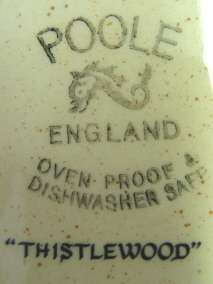 POOLE
ENGLAND
OVEN-PROOF &
DISHWASHER SAFE
"THISTLEWOOD"